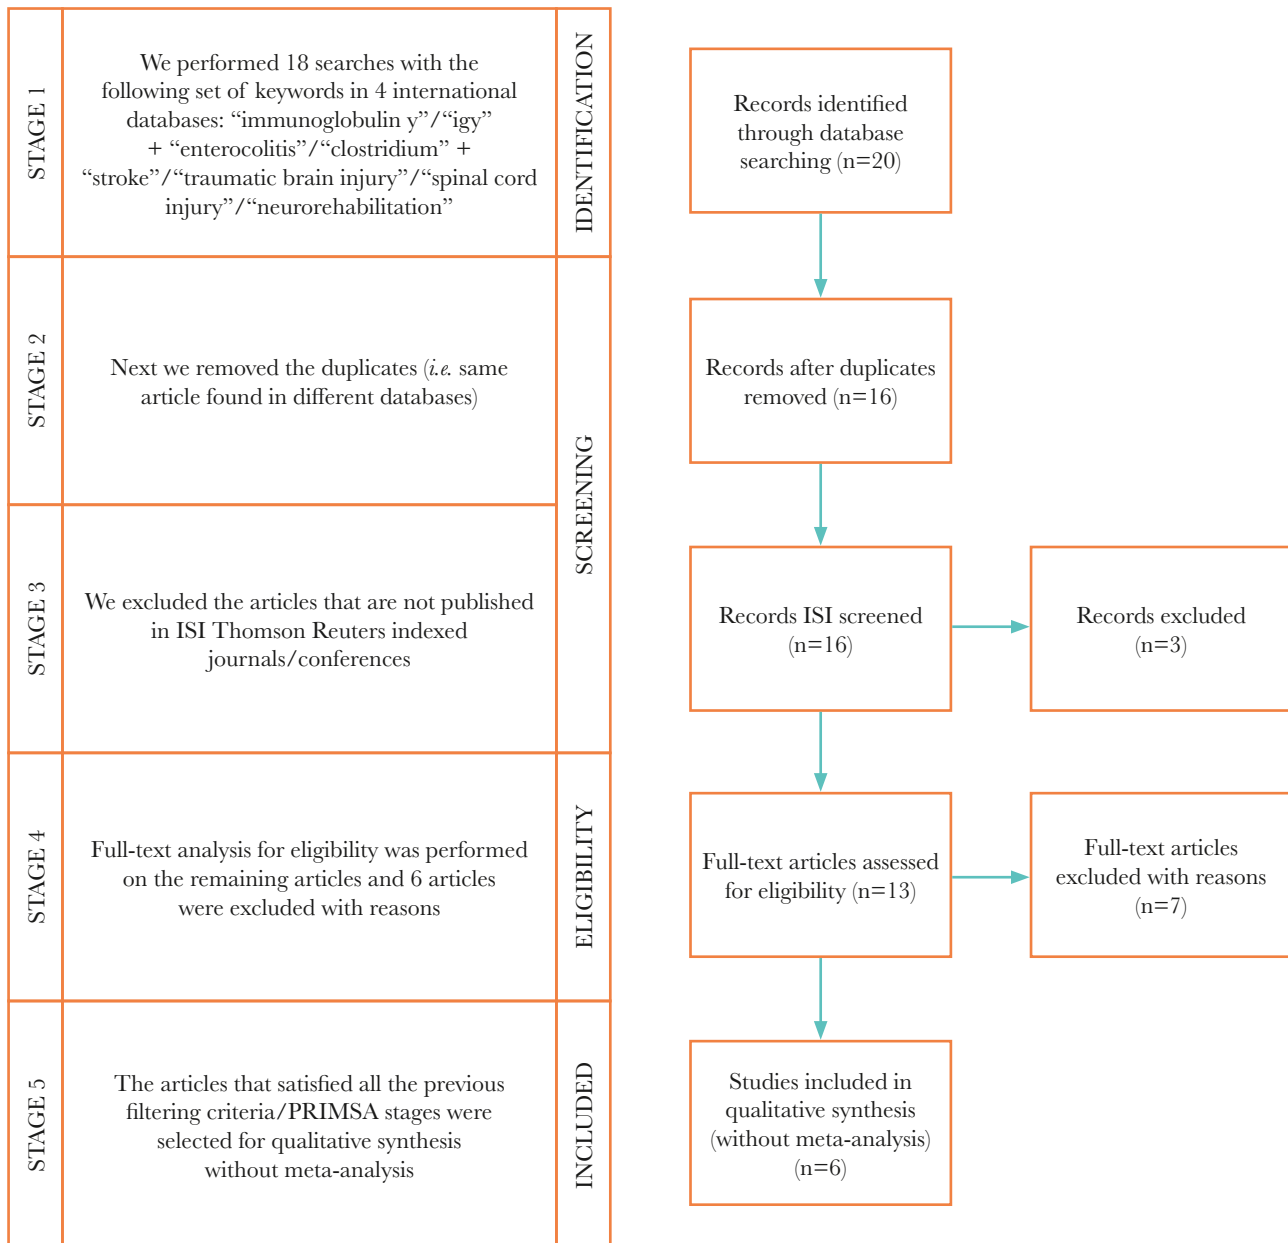 STAGE 1
We performed 18 searches with the
following set of keywords in 4 international
databases: “immunoglobulin y”/“igy”
+ “enterocolitis”/“clostridium” +
“stroke”/“traumatic brain injury”/“spinal cord
injury”/“neurorehabilitation”
IDENTIFICATION
Records identified
through database
searching (n=20)
STAGE 2
Next we removed the duplicates (i.e. same
article found in different databases)
SCREENING
Records after duplicates
removed (n=16)
STAGE 3
We excluded the articles that are not published
in ISI Thomson Reuters indexed
journals/conferences
Records ISI screened
(n=16)
Records excluded
(n=3)
STAGE 4
Full-text analysis for eligibility was performed
on the remaining articles and 6 articles
were excluded with reasons
ELIGIBILITY
Full-text articles assessed
for eligibility (n=13)
Full-text articles
excluded with reasons
(n=7)
STAGE 5
The articles that satisfied all the previous
filtering criteria/PRIMSA stages were
selected for qualitative synthesis
without meta-analysis
INCLUDED
Studies included in
qualitative synthesis
(without meta-analysis)
(n=6)